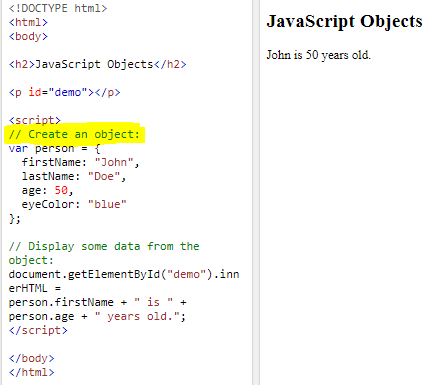 <!DOCTYPE html>
<html>
<body>
<h2>JavaScript Objects</h2>
<p id="demo"></p>
<script>
// Create an object:
var person = {
  firstName: "John",
  lastName: "Doe",
  age: 50,
  eyeColor: "blue"
};
// Display some data from the
object:
document.getElementById("demo").inn
erHTML =
person.firstName + " is " +
person.age + " years old.";
</script>
</body>
</html>
JavaScript Objects
John is 50 years old.